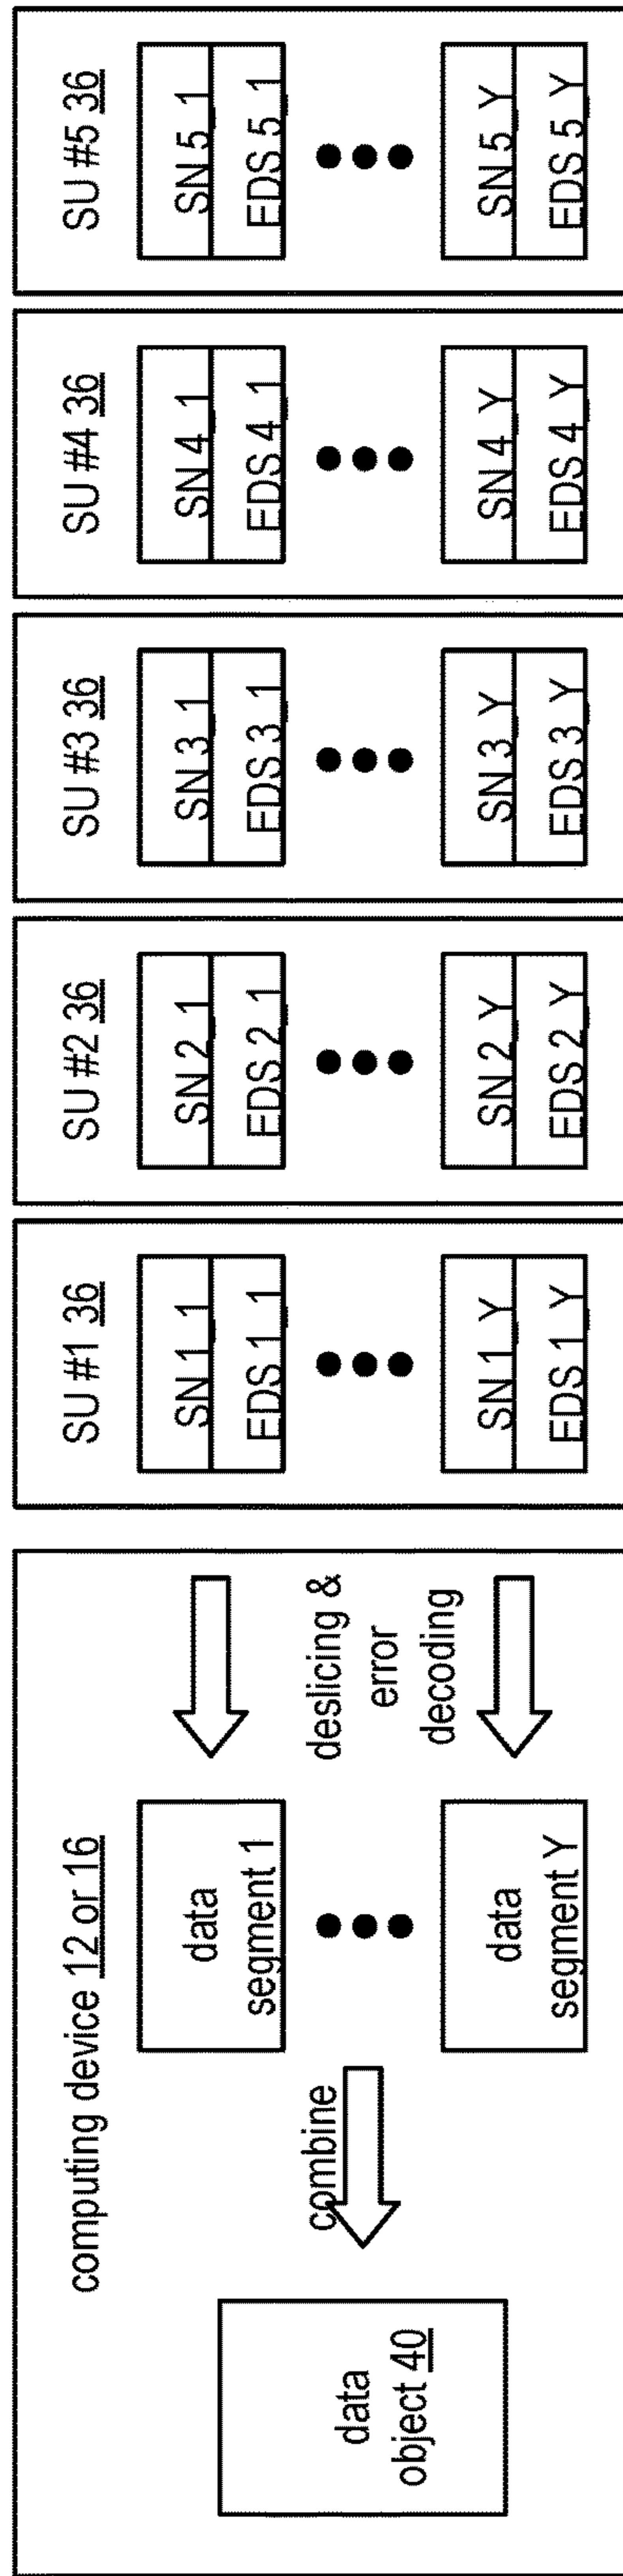 computing device 12 or 16
data
object 40
combine
data
segment 1
data
segment Y
deslicing &
error
decoding
SU #1 36
SN 1_1
EDS 1_1
SN 1_Y
EDS 1_Y
SU #2 36
SN 2_1
EDS 2_1
SN 2_Y
EDS 2_Y
SU #3 36
SN 3_1
EDS 3_1
SN 3_Y
EDS 3_Y
SU #4 36
SN 4_1
EDS 4_1
SN 4_Y
EDS 4_Y
SU #5 36
SN 5_1
EDS 5_1
SN 5_Y
EDS 5_Y